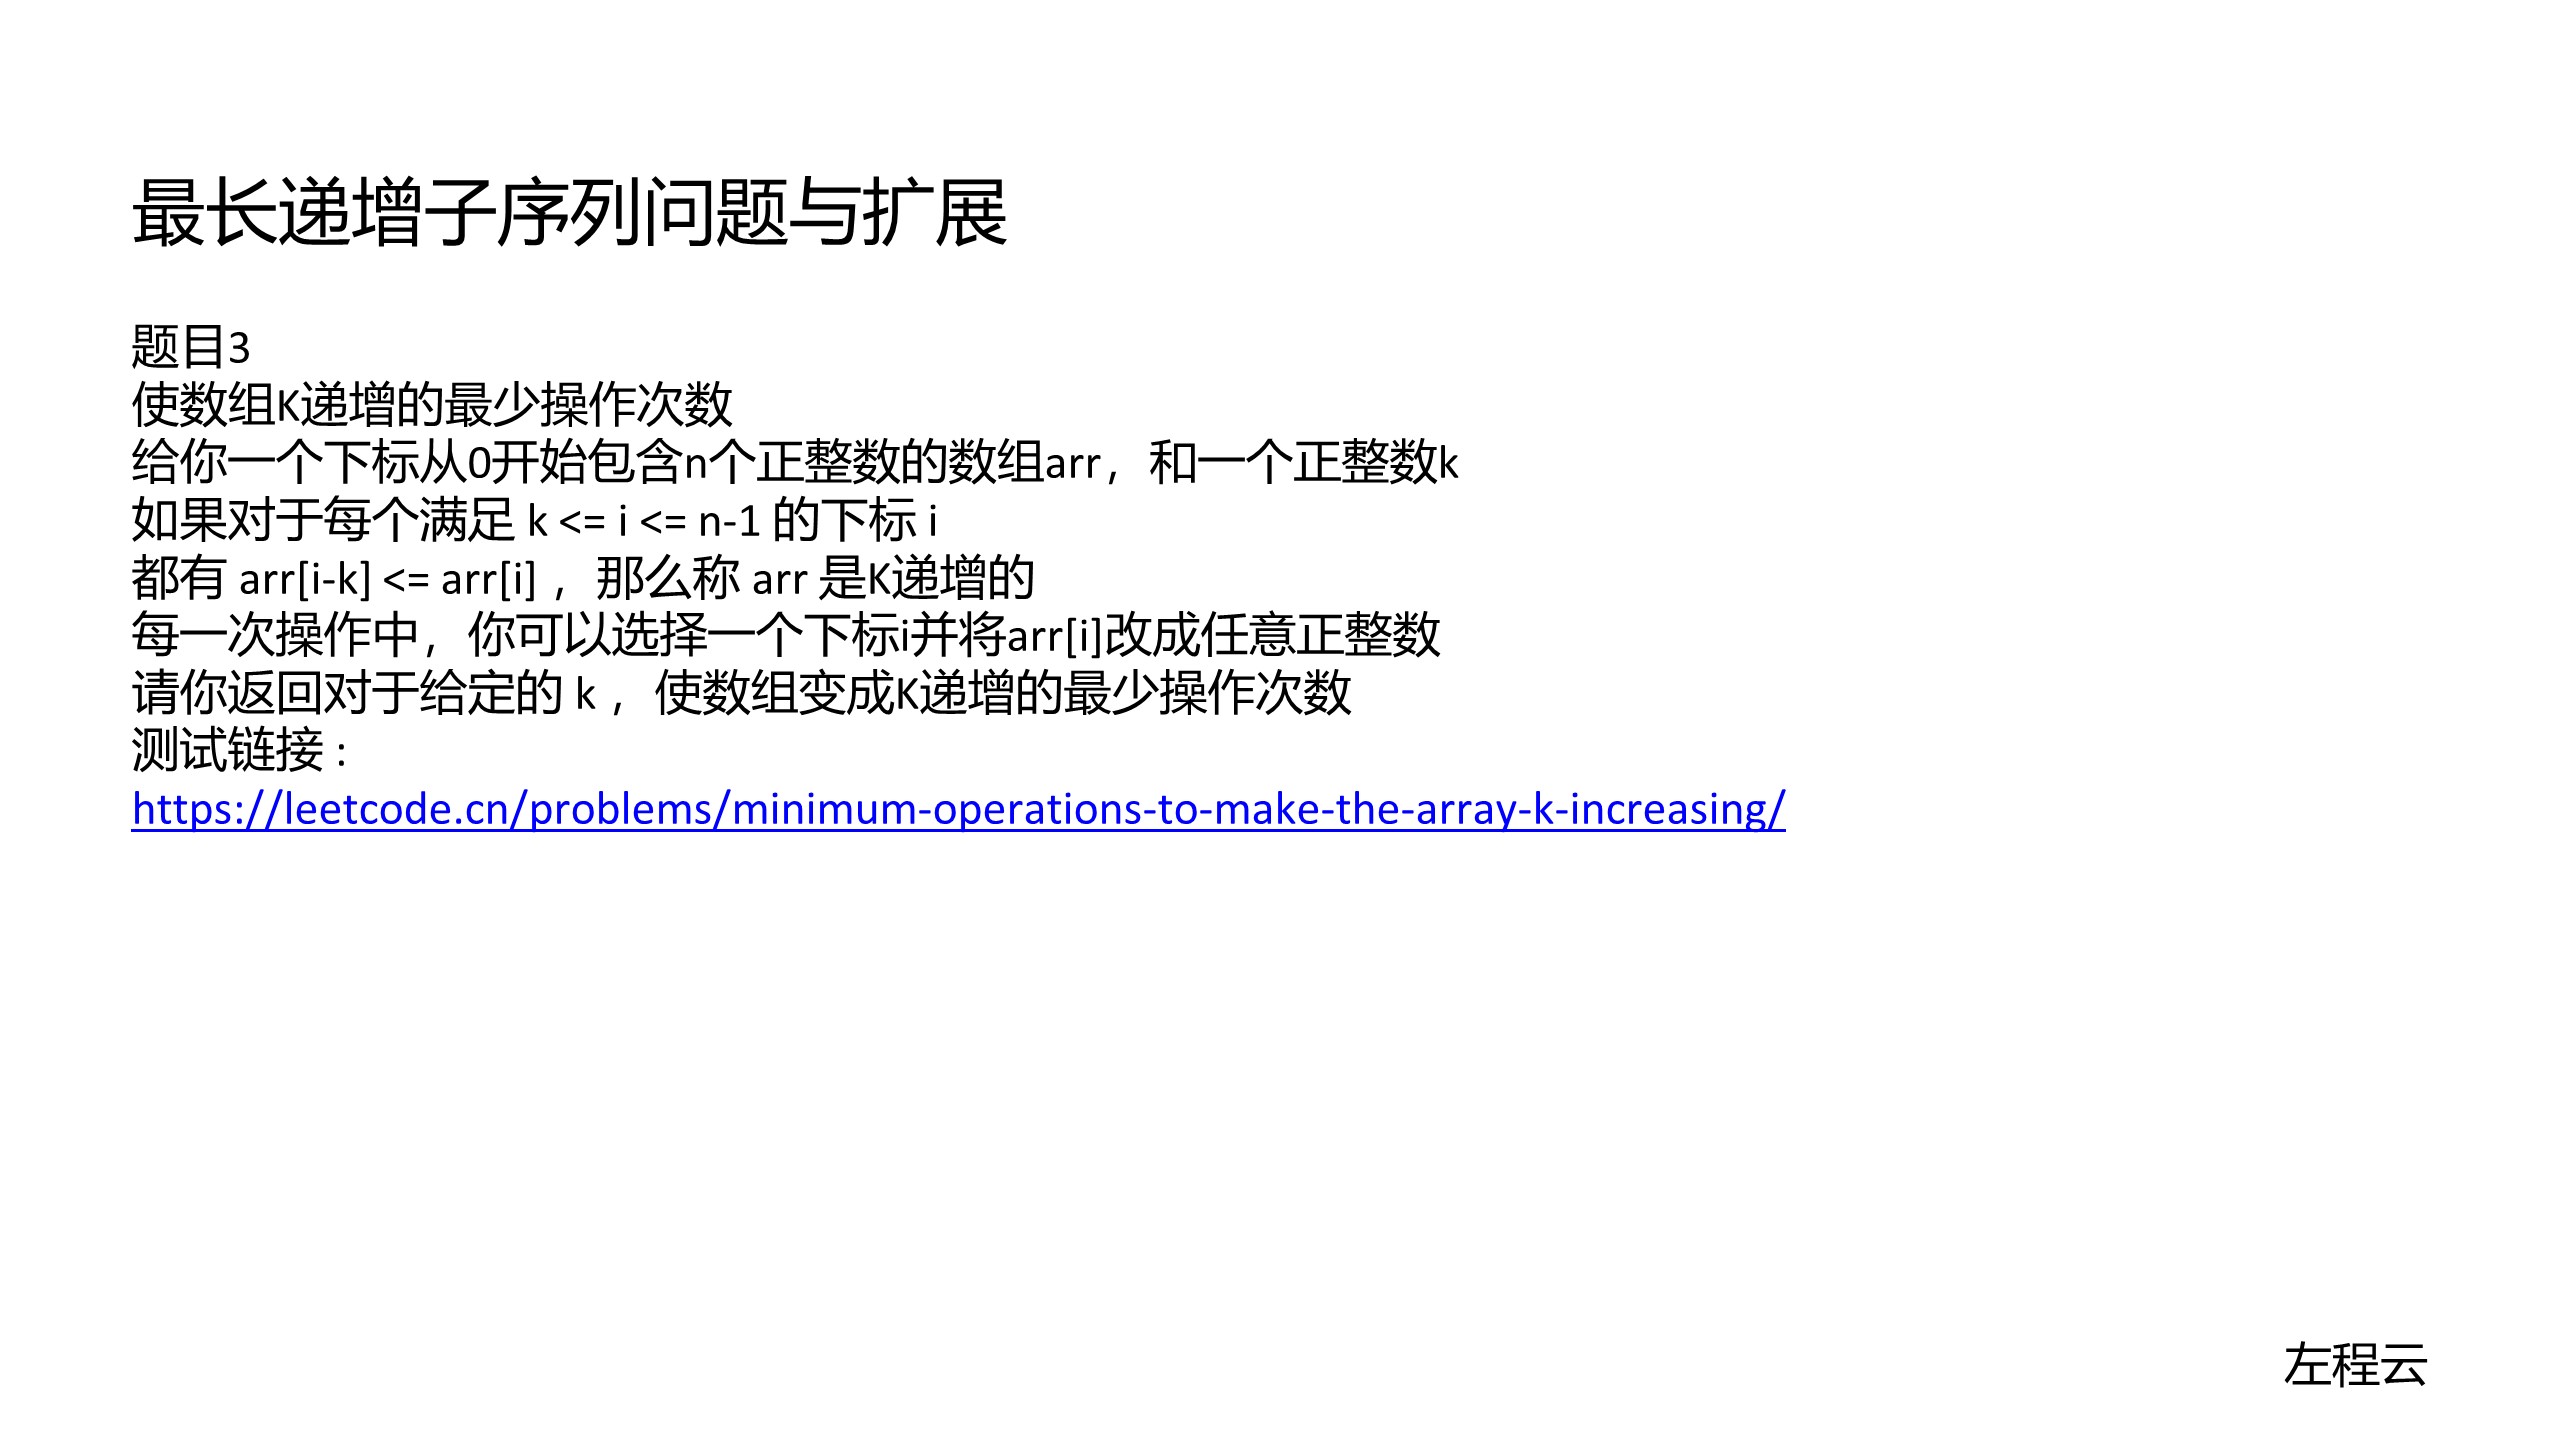 最长递增子序列问题与扩展
题目3
使数组K递增的最少操作次数
给你一个下标从0开始包含n个正整数的数组arr，和一个正整数k
如果对于每个满足 k <= i <= n-1 的下标 i
都有 arr[i-k] <= arr[i] ，那么称 arr 是K递增的
每一次操作中，你可以选择一个下标i并将arr[i]改成任意正整数
请你返回对于给定的 k ，使数组变成K递增的最少操作次数
测试链接 :
https://leetcode.cn/problems/minimum-operations-to-make-the-array-k-increasing/
左程云